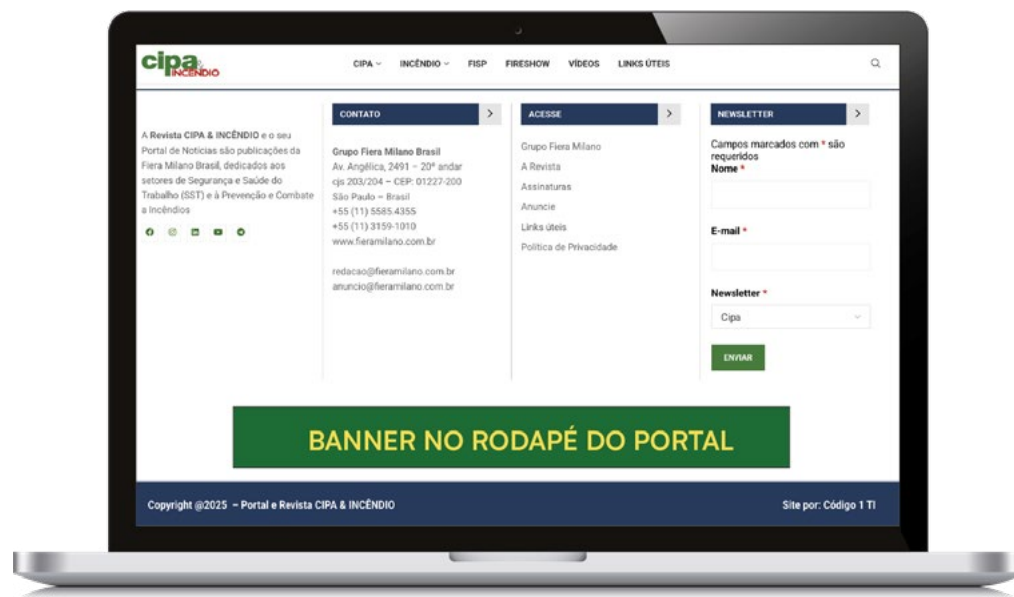 cipa
& INCÊNDIO
CIPA
INCÊNDIO
FISP
FIRESHOW
VÍDEOS
LINKS ÚTEIS
A Revista CIPA & INCÊNDIO e o seu
Portal de Notícias são publicações da
Fiera Milano Brasil, dedicados aos
setores de Segurança e Saúde do
Trabalho (SST) e à Prevenção e Combate
a Incêndios
CONTATO
Grupo Fiera Milano Brasil
Av. Angélica, 2491 – 20º andar
cjs 203/204 – CEP: 01227-200
São Paulo – Brasil
+55 (11) 5585.4355
+55 (11) 3159-1010
www.fieramilano.com.br
redacao@fieramilano.com.br
anuncio@fieramilano.com.br
ACESSE
Grupo Fiera Milano
A Revista
Assinaturas
Anuncie
Links úteis
Política de Privacidade
NEWSLETTER
Campos marcados com * são
requeridos
Nome *
E-mail *
Newsletter *
Cipa
ENVIAR
BANNER NO RODAPÉ DO PORTAL
Copyright @2025 – Portal e Revista CIPA & INCÊNDIO
Site por: Código 1 TI